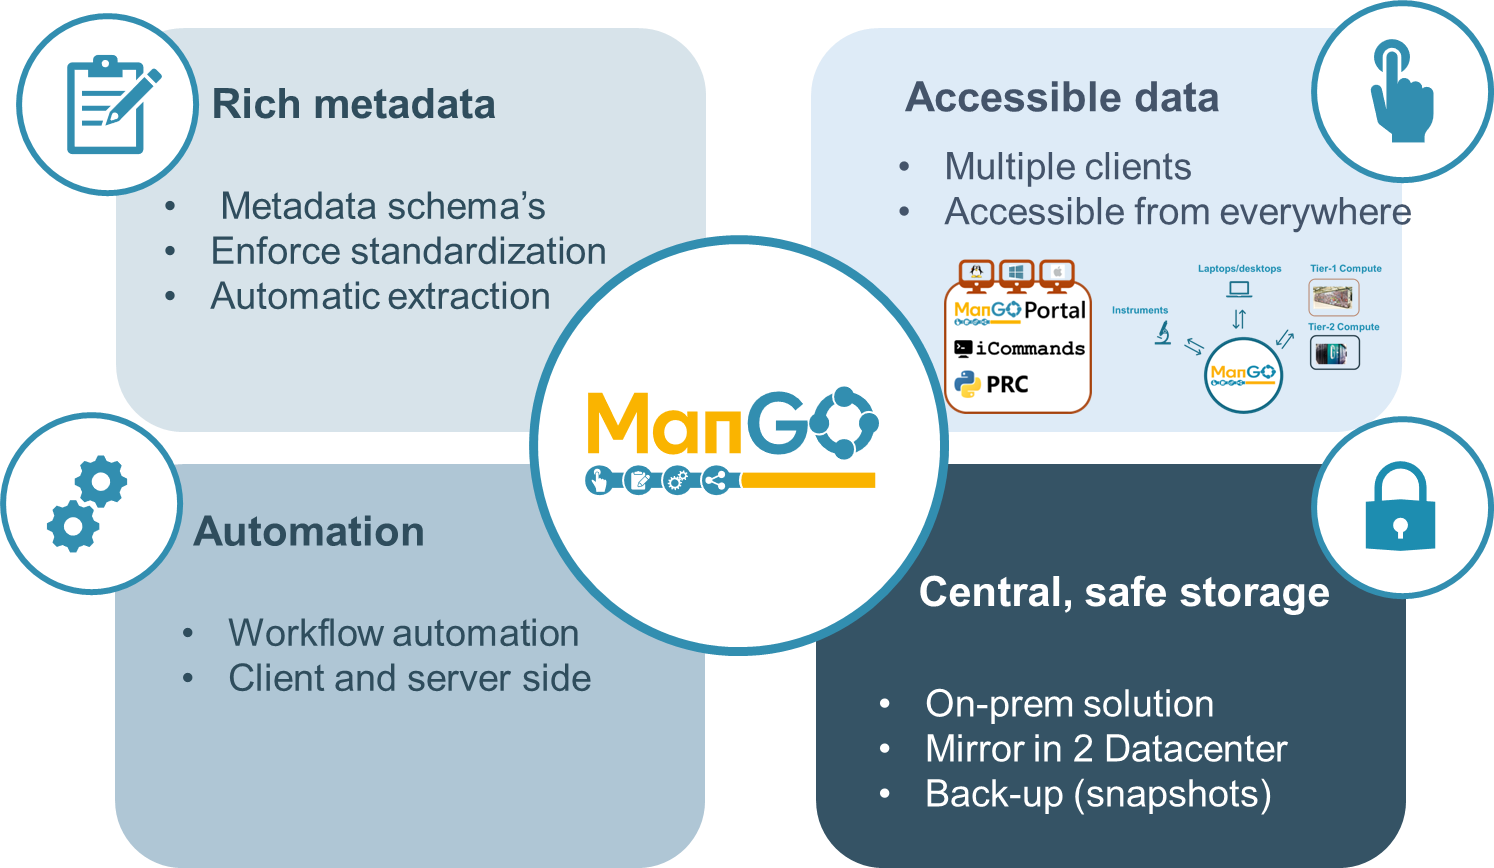 Rich metadata
• Metadata schema’s
• Enforce standardization
• Automatic extraction
Accessible data
• Multiple clients
• Accessible from everywhere
ManGO Portal
iCommands
PRC
Laptops/desktops
Instruments
Tier-1 Compute
Tier-2 Compute
ManGO
ManGO
Automation
• Workflow automation
• Client and server side
Central, safe storage
• On-prem solution
• Mirror in 2 Datacenter
• Back-up (snapshots)